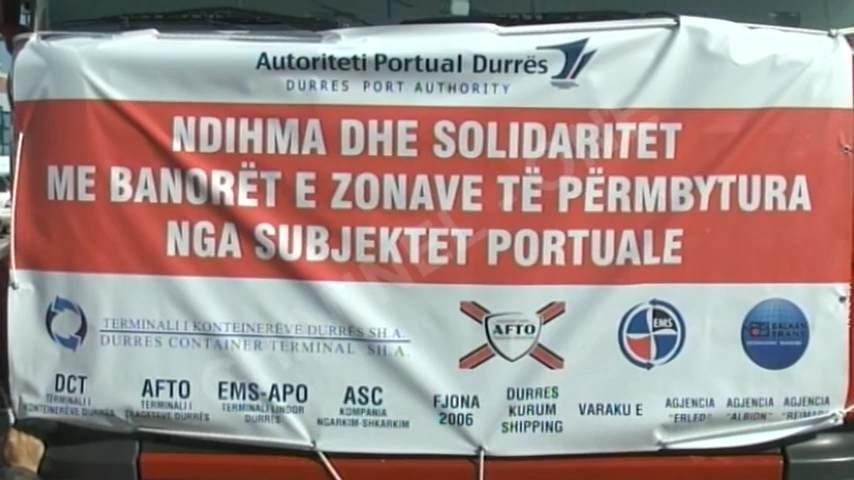 Autoriteti Portual Durrës
DURRES PORT AUTHORITY
NDIHMA DHE SOLIDARITET
ME BANORËT E ZONAVE TË PËRMBYTURA
NGA SUBJEKTET PORTUALE
TERMINALI I KONTEINERËVE DURRËS SH.A.
DURRES CONTAINER TERMINAL SH.A.
AFTO
EMS
BALKAN
TRANS
DCT
TERMINALI I
KONTEINERËVE DURRËS
AFTO
TERMINALI I
TRAGETEVE DURRËS
EMS-APO
TERMINALI LINDOR
DURRËS
ASC
KOMPANIA
NGARKIM-SHKARKIM
FJONA
2006
DURRES
KURUM
SHIPPING
VARAKU E
AGJENCIA
"ERLED"
AGJENCIA
"ALBION"
AGJENCIA